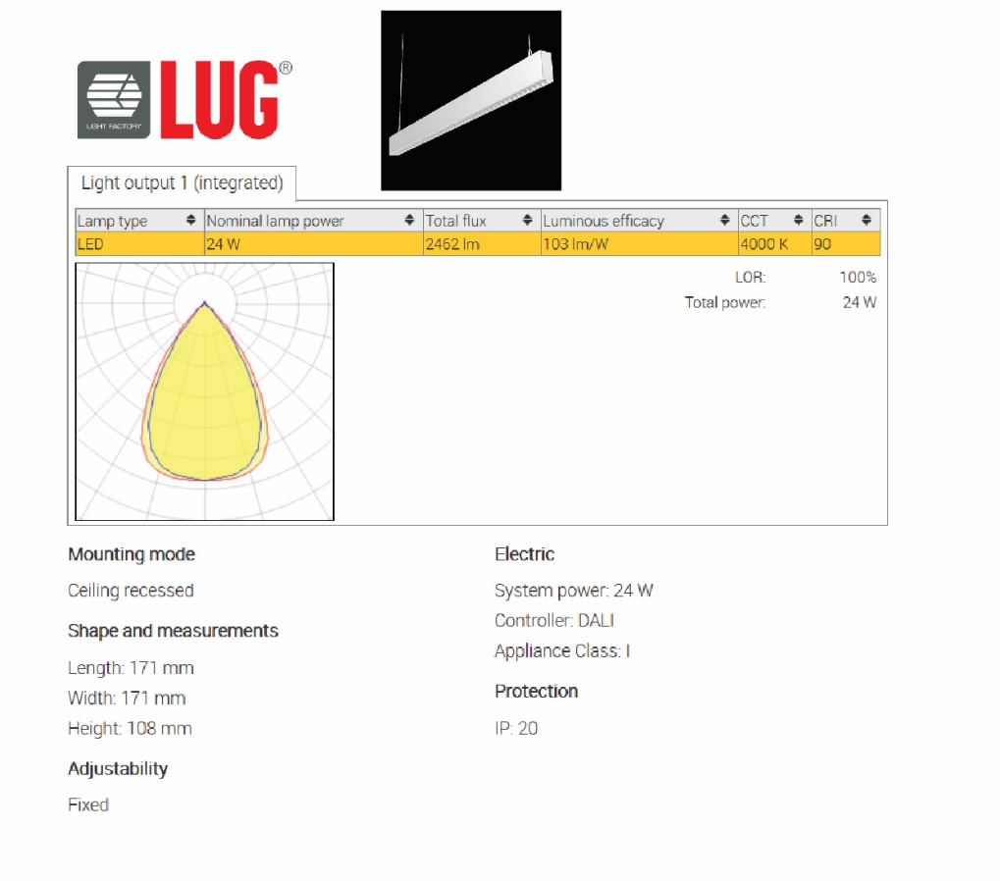 LIGHT FACTORY
LUG®
Light output 1 (integrated)
Lamp type Nominal lamp power Total flux Luminous efficacy CCT CRI
LED 24 W 2462 lm 103 lm/W 4000 K 90
LOR: 100%
Total power: 24 W
Mounting mode
Ceiling recessed
Shape and measurements
Length: 171 mm
Width: 171 mm
Height: 108 mm
Adjustability
Fixed
Electric
System power: 24 W
Controller: DALI
Appliance Class: I
Protection
IP: 20